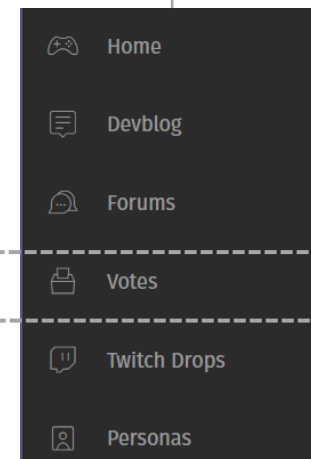 Home
Devblog
Forums
Votes
Twitch Drops
Personas